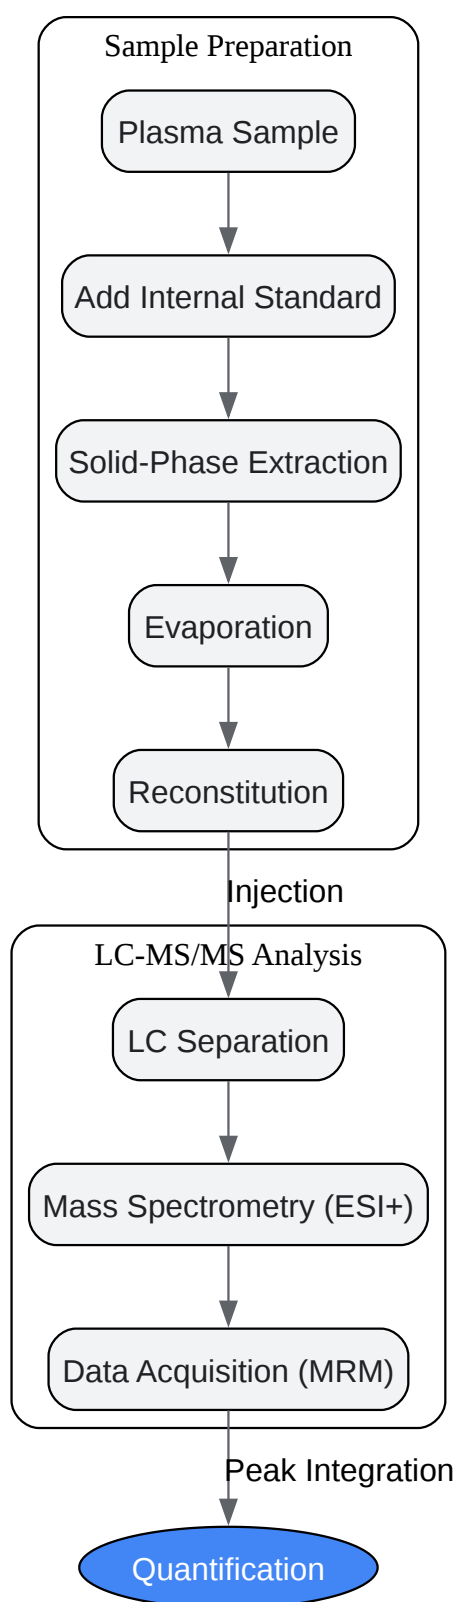 Sample Preparation
Plasma Sample
Add Internal Standard
Solid-Phase Extraction
Evaporation
Reconstitution
Injection
LC-MS/MS Analysis
LC Separation
Mass Spectrometry (ESI+)
Data Acquisition (MRM)
Peak Integration
Quantification